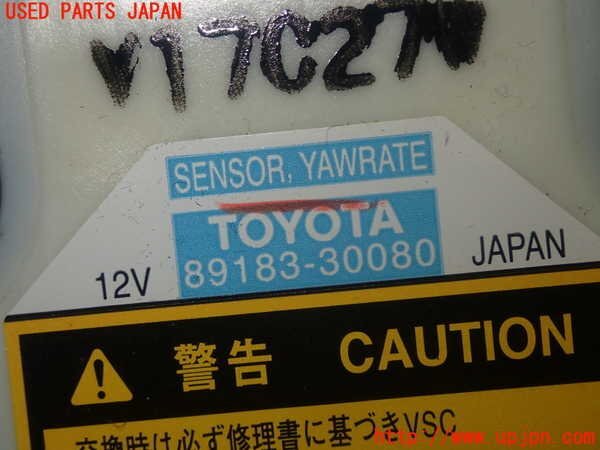 USED PARTS JAPAN
V17C27W
SENSOR, YAWRATE
TOYOTA
89183-30080
12V
JAPAN
警告 CAUTION
交換時は必ず修理書に基づきVSC
http://www.upjpn.com